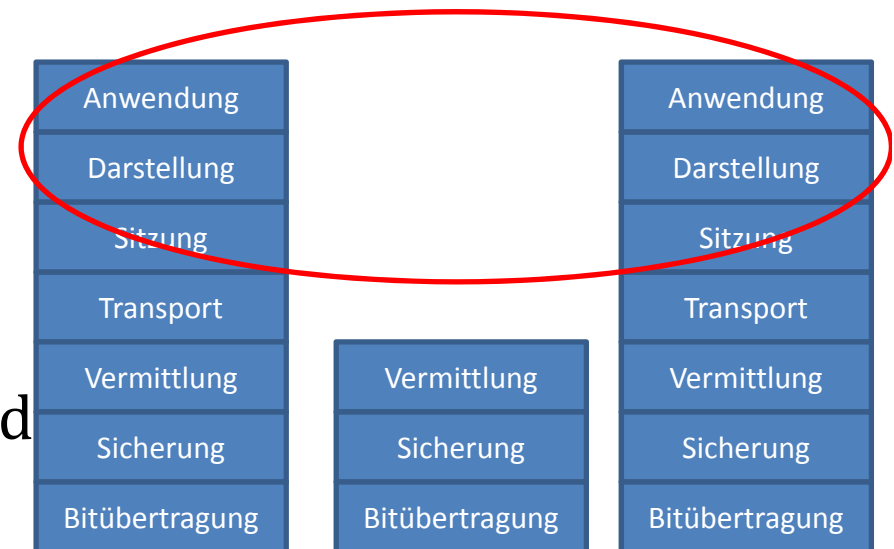 Anwendung
Darstellung
Sitzung
Transport
Vermittlung
Sicherung
Bitübertragung
d
Vermittlung
Sicherung
Bitübertragung
Anwendung
Darstellung
Sitzung
Transport
Vermittlung
Sicherung
Bitübertragung